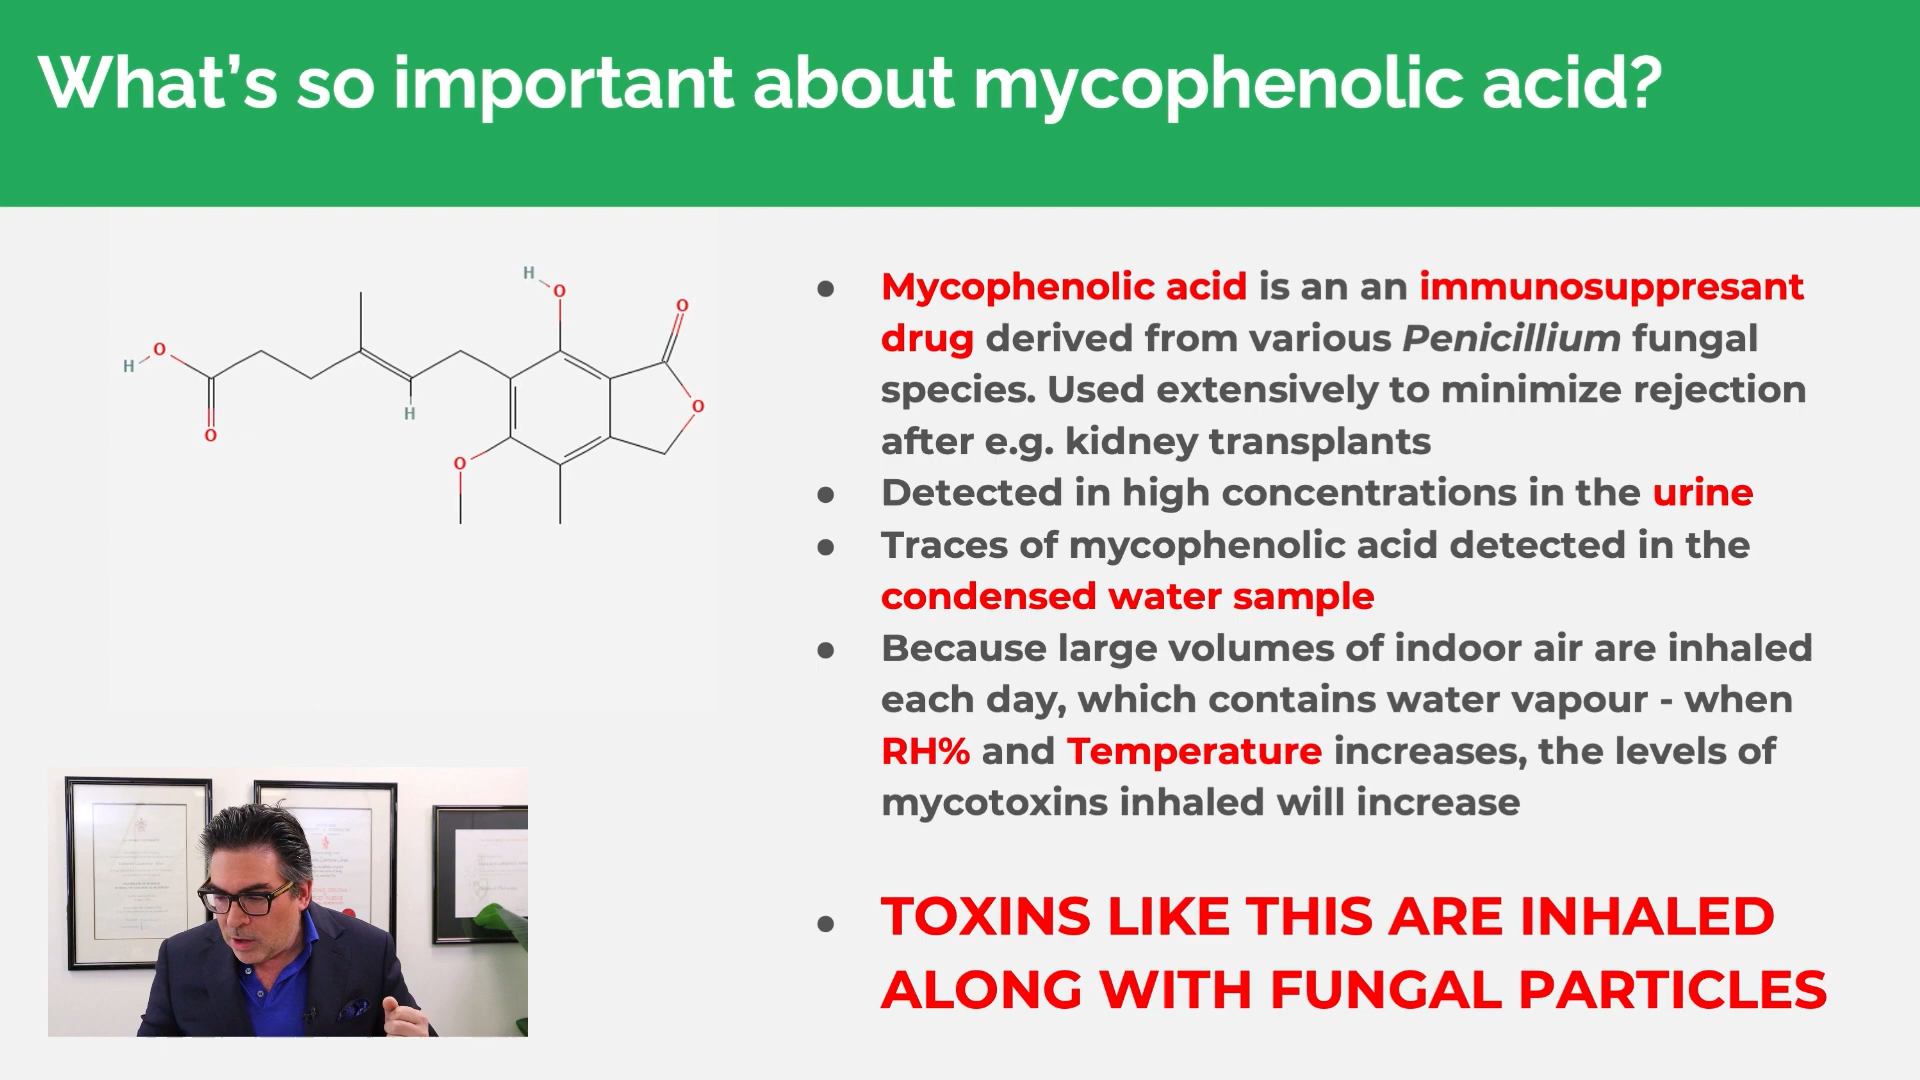 What's so important about mycophenolic acid?
H
O
O
H
O
H
O
O
O
● Mycophenolic acid is an an immunosuppresant
drug derived from various Penicillium fungal
species. Used extensively to minimize rejection
after e.g. kidney transplants
● Detected in high concentrations in the urine
● Traces of mycophenolic acid detected in the
condensed water sample
● Because large volumes of indoor air are inhaled
each day, which contains water vapour - when
RH% and Temperature increases, the levels of
mycotoxins inhaled will increase
● TOXINS LIKE THIS ARE INHALED
ALONG WITH FUNGAL PARTICLES